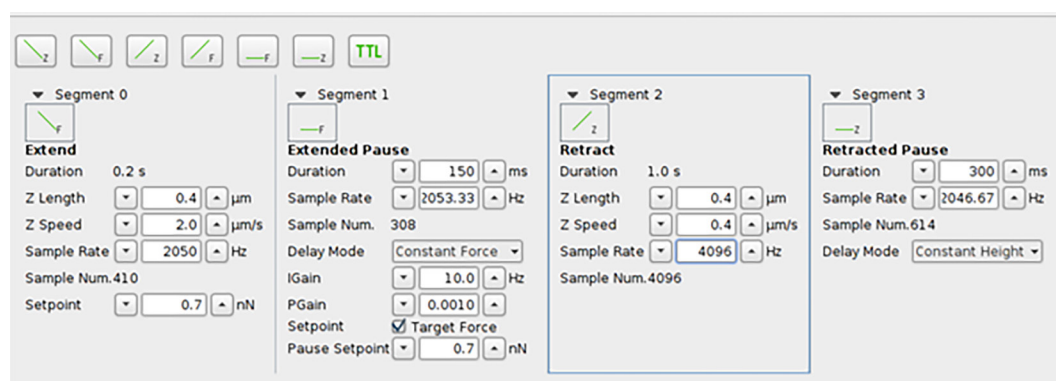 Z F Z F F Z TTL
Segment 0
F
Extend
Duration 0.2 s
Z Length 0.4 µm
Z Speed 2.0 µm/s
Sample Rate 2050 Hz
Sample Num. 410
Setpoint 0.7 nN
Segment 1
F
Extended Pause
Duration 150 ms
Sample Rate 2053.33 Hz
Sample Num. 308
Delay Mode Constant Force
IGain 10.0 Hz
PGain 0.0010
Setpoint Target Force
Pause Setpoint 0.7 nN
Segment 2
Z
Retract
Duration 1.0 s
Z Length 0.4 µm
Z Speed 0.4 µm/s
Sample Rate 4096 Hz
Sample Num. 4096
Segment 3
Z
Retracted Pause
Duration 300 ms
Sample Rate 2046.67 Hz
Sample Num. 614
Delay Mode Constant Height